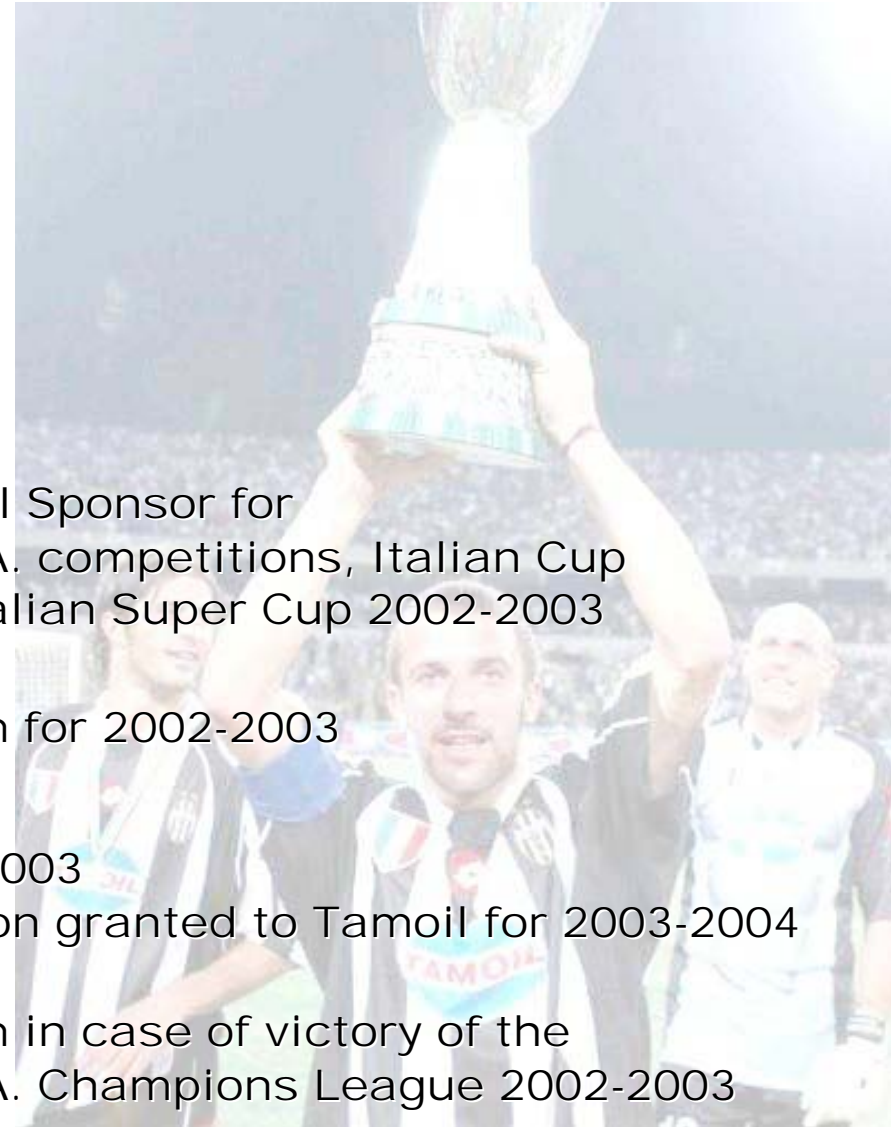 l Sponsor for
A. competitions, Italian Cup
alian Super Cup 2002-2003
n for 2002-2003
003
on granted to Tamoil for 2003-2004
n in case of victory of the
A. Champions League 2002-2003
TAMOIL